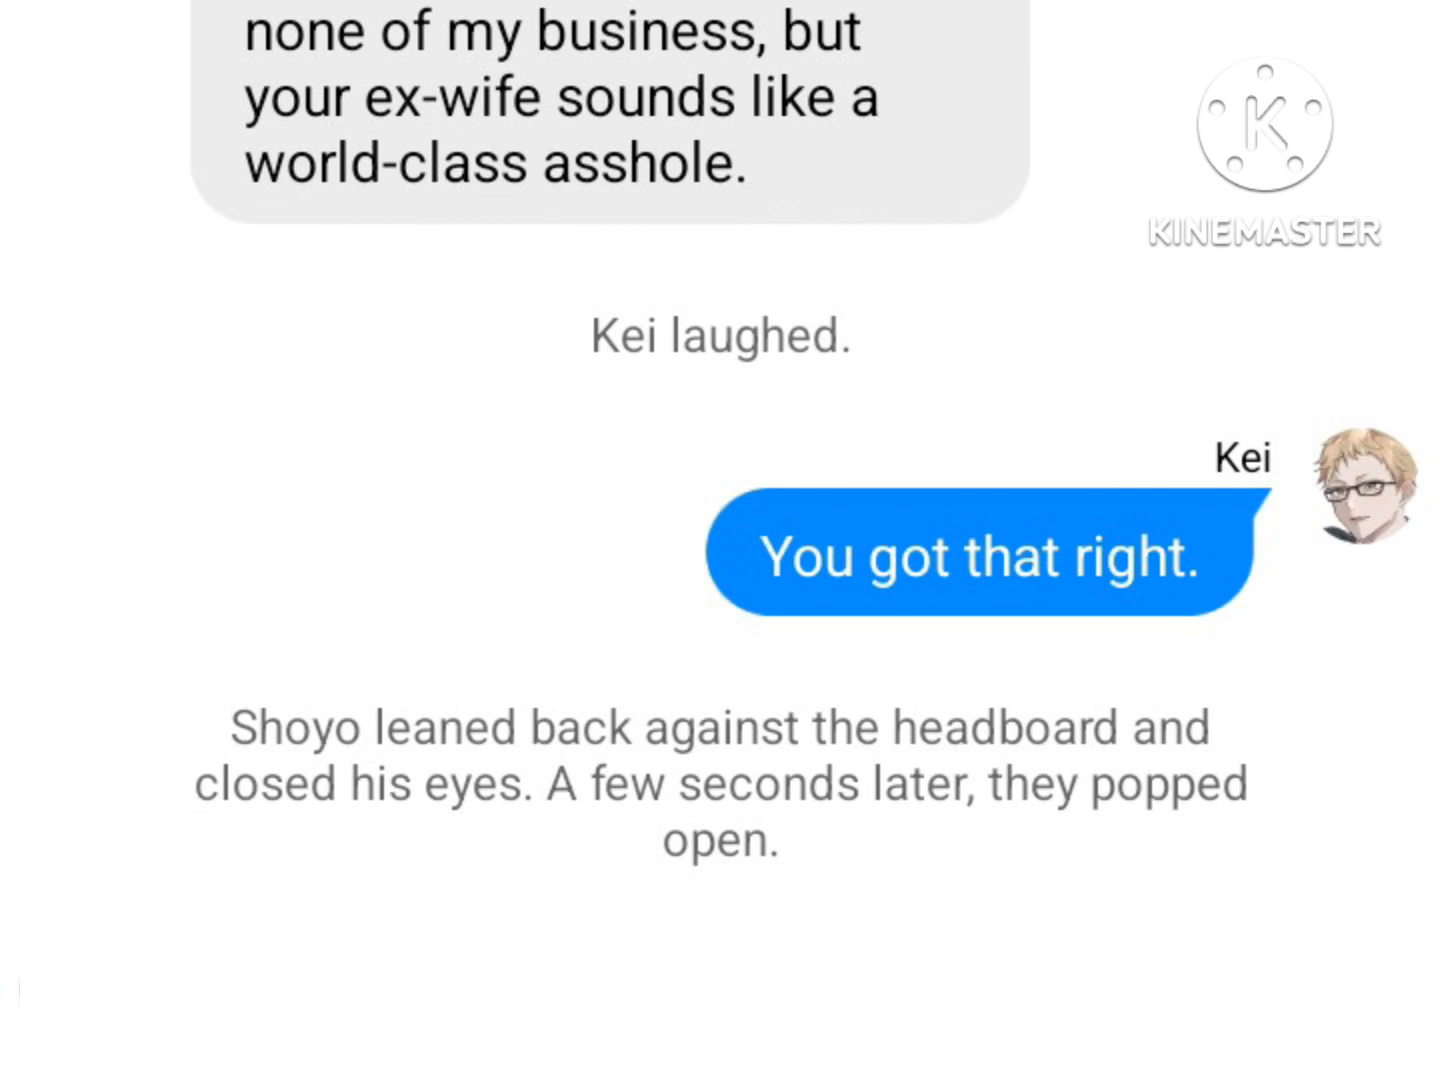 none of my business, but
your ex-wife sounds like a
world-class asshole.
K
KINEMASTER
Kei laughed.
Kei
You got that right.
Shoyo leaned back against the headboard and
closed his eyes. A few seconds later, they popped
open.